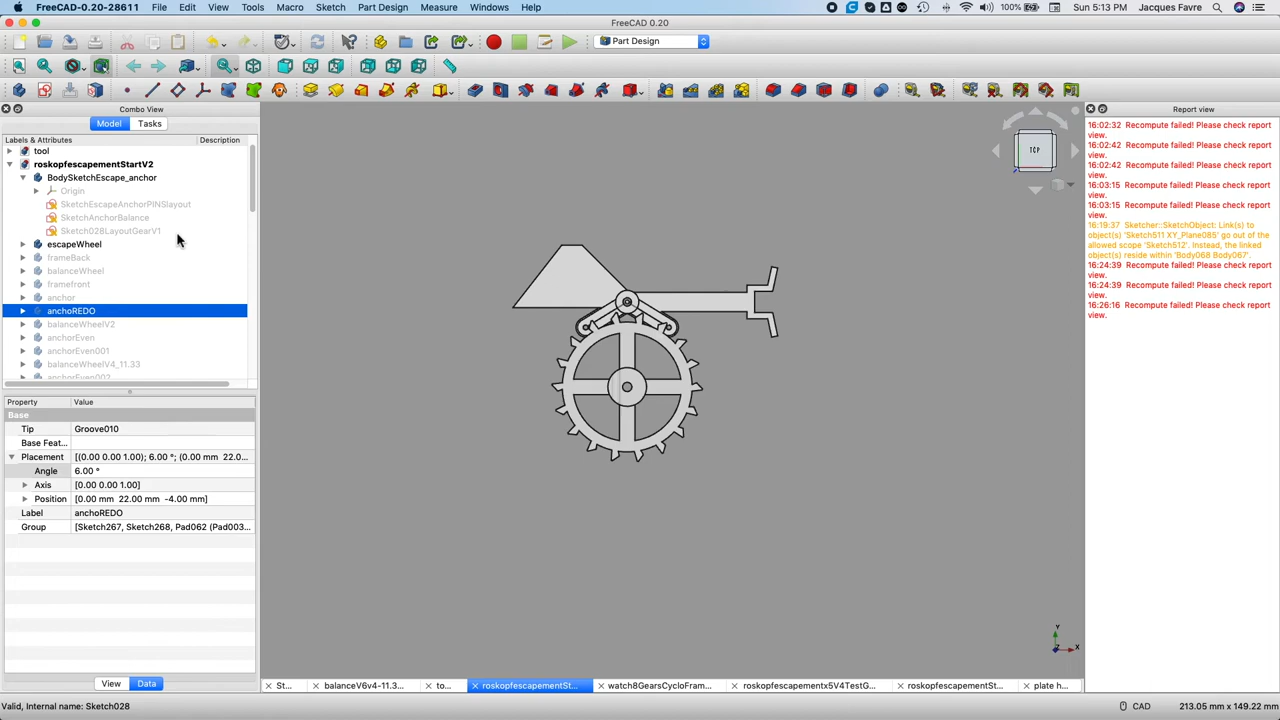 FreeCAD-0.20-28611 File Edit View Tools Macro Sketch Part Design Measure Windows Help 100% Thu 5:13 PM Jacques Favre
FreeCAD 0.20
Part Design
Combo View
Report view
Model Tasks
Labels & Attributes Description
tool
roskopfescapementStartV2
BodySketchEscape_anchor
Origin
SketchEscapeAnchorPINSlayout
SketchAnchorBalance
Sketch028LayoutGearV1
escapeWheel
frameBack
balanceWheel
framefront
anchor
anchoREDO
balanceWheelV2
anchorEven
anchorEven001
balanceWheelV4_11.33
anchorEven002
Property Value
Base
Tip Groove010
Base Feat...
Placement [(0.00 0.00 1.00); 6.00 °; (0.00 mm 22.0...
Angle 6.00 °
Axis [0.00 0.00 1.00]
Position [0.00 mm 22.00 mm -4.00 mm]
Label anchoREDO
Group [Sketch267, Sketch268, Pad062 (Pad003...
View Data
TOP
Y
X
16:02:32 Recompute failed! Please check report
view.
16:02:42 Recompute failed! Please check report
view.
16:02:42 Recompute failed! Please check report
view.
16:03:15 Recompute failed! Please check report
view.
16:03:15 Recompute failed! Please check report
view.
16:19:37 Sketcher::SketchObject: Link(s) to
object(s) 'Sketch511 XY_Plane085' go out of the
allowed scope 'Sketch512'. Instead, the linked
object(s) reside within 'Body068 Body067'.
16:24:39 Recompute failed! Please check report
view.
16:24:39 Recompute failed! Please check report
view.
16:26:16 Recompute failed! Please check report
view.
St... balanceV6v4-11.3... to... roskopfescapementSt... watch8GearsCycloFram... roskopfescapementx5V4TestG... roskopfescapementSt... plate h...
Valid, Internal name: Sketch028 CAD 213.05 mm x 149.22 mm